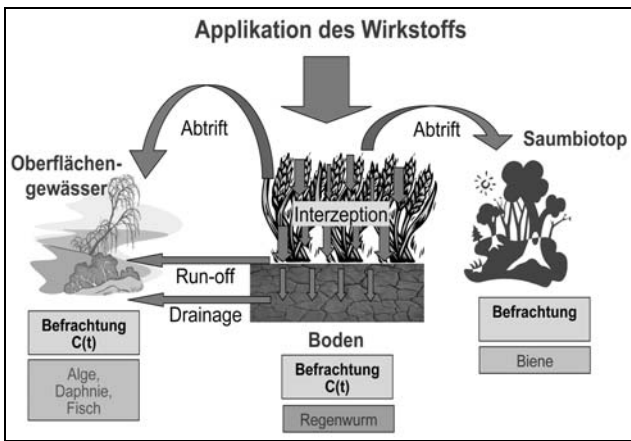 Applikation des Wirkstoffs
Abtrift
Abtrift
Saumbiotop
Oberflächen-
gewässer
Interzeption
Run-off
Drainage
Befrachtung
C(t)
Alge,
Daphnie,
Fisch
Boden
Befrachtung
C(t)
Regenwurm
Befrachtung
Biene